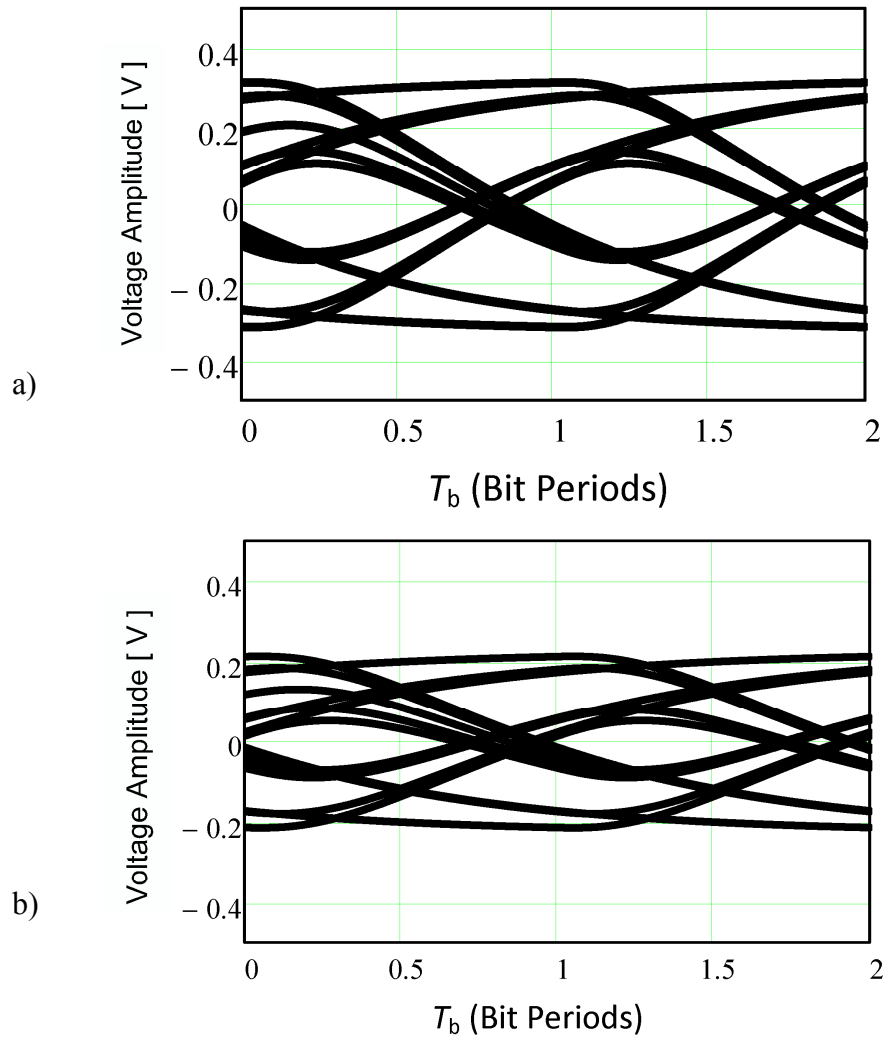 Voltage Amplitude [ V ]
0.4
0.2
0
– 0.2
– 0.4
a)
0 0.5 1 1.5 2
Tb (Bit Periods)
Voltage Amplitude [ V ]
0.4
0.2
0
– 0.2
– 0.4
b)
0 0.5 1 1.5 2
Tb (Bit Periods)